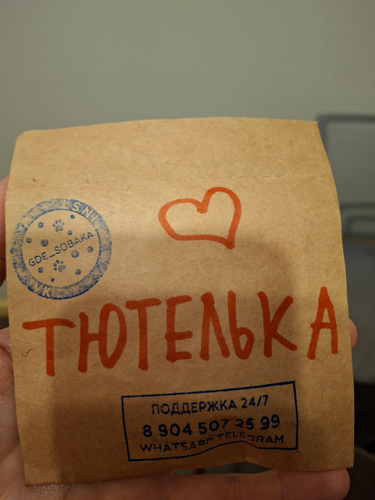 GDE_SOBAKA
ТЮТЕЛЬКА
ПОДДЕРЖКА 24/7
8 904 507 25 99
WHATSAPP TELEGRAM